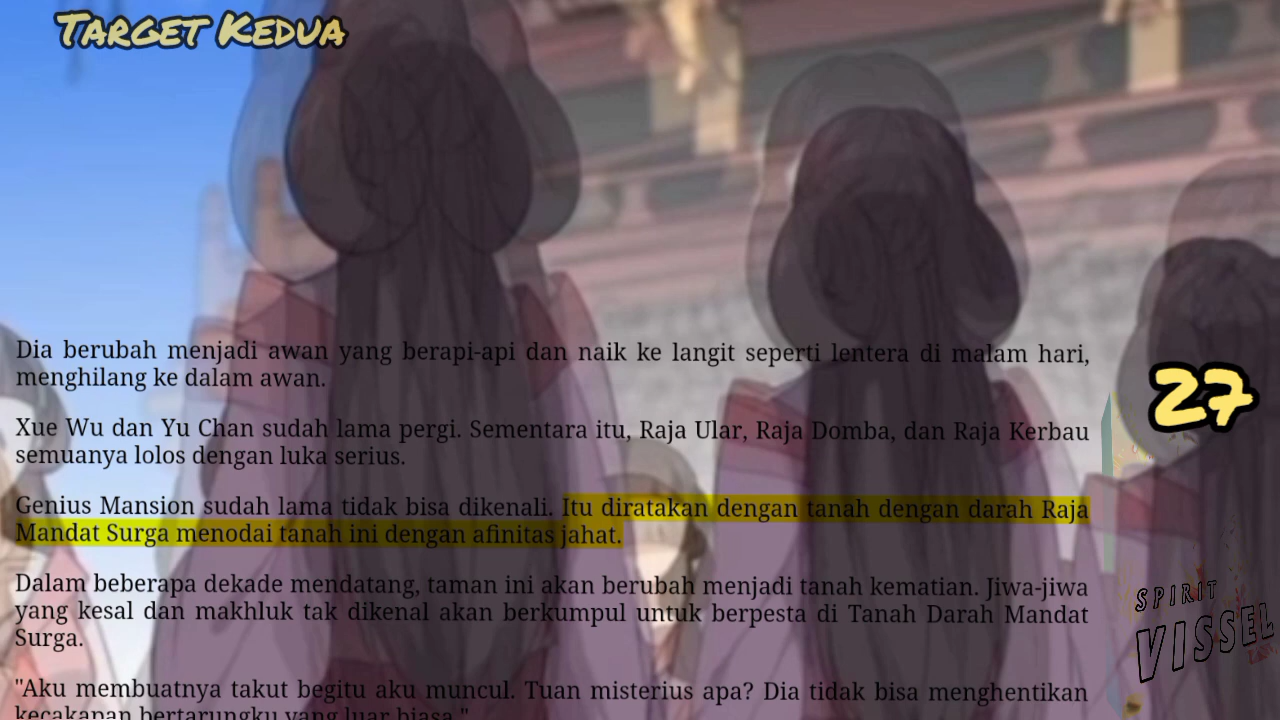 Target Kedua
Dia berubah menjadi awan yang berapi-api dan naik ke langit seperti lentera di malam hari,
menghilang ke dalam awan.
Xue Wu dan Yu Chan sudah lama pergi. Sementara itu, Raja Ular, Raja Domba, dan Raja Kerbau
semuanya lolos dengan luka serius.
27
Genius Mansion sudah lama tidak bisa dikenali. Itu diratakan dengan tanah dengan darah Raja
Mandat Surga menodai tanah ini dengan afinitas jahat.
Dalam beberapa dekade mendatang, taman ini akan berubah menjadi tanah kematian. Jiwa-jiwa
yang kesal dan makhluk tak dikenal akan berkumpul untuk berpesta di Tanah Darah Mandat
Surga.
SPIRIT
VISSEL
"Aku membuatnya takut begitu aku muncul. Tuan misterius apa? Dia tidak bisa menghentikan
kecakapan bertarungku yang luar biasa."